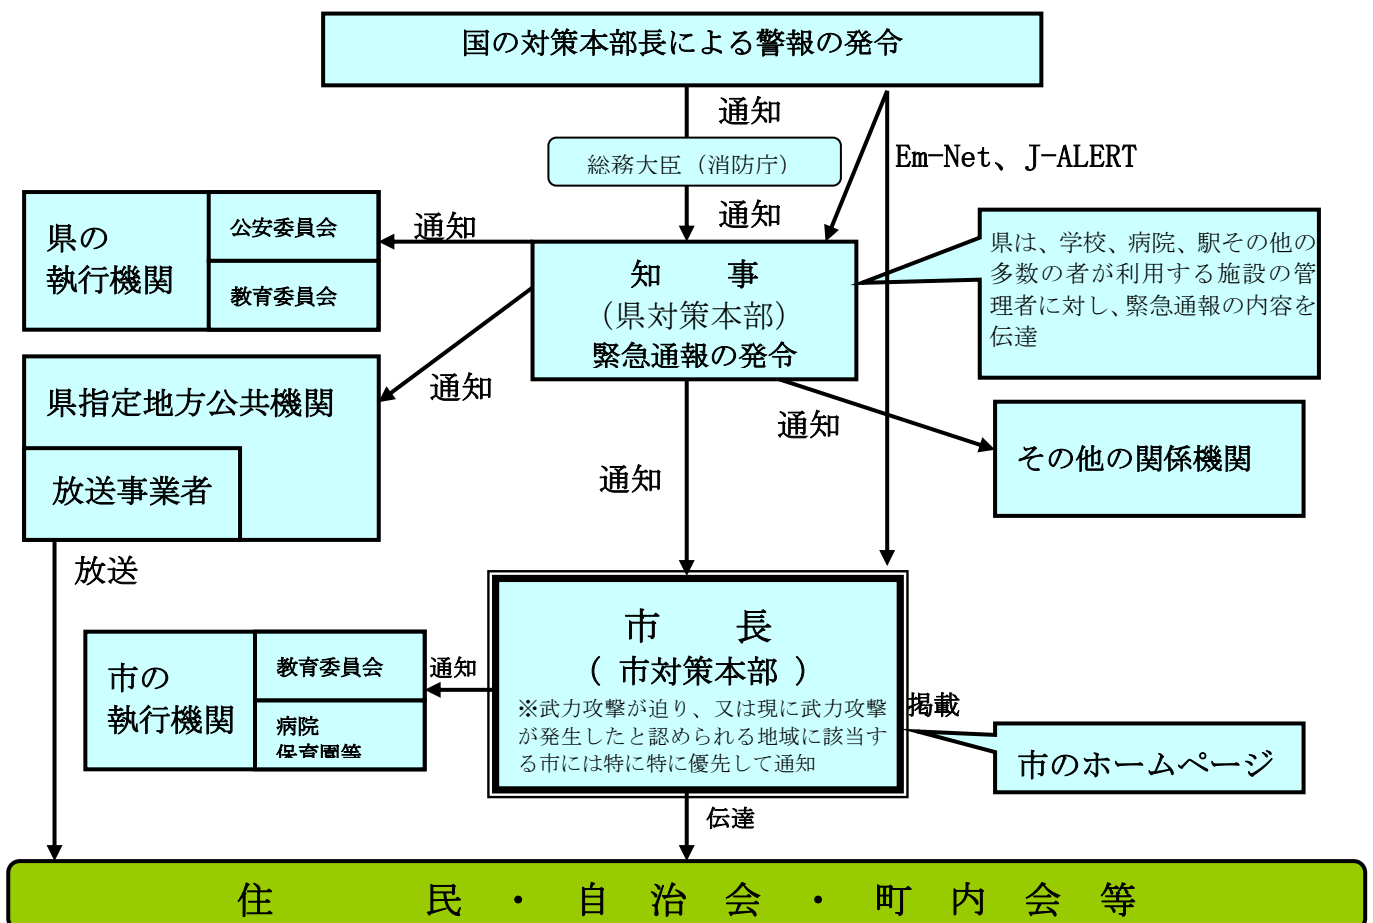 国の対策本部長による警報の発令
通知
総務大臣（消防庁）
Em-Net、J-ALERT
通知
県の
執行機関
公安委員会
教育委員会
通知
知　事
（県対策本部）
緊急通報の発令
県は、学校、病院、駅その他の
多数の者が利用する施設の管
理者に対し、緊急通報の内容を
伝達
県指定地方公共機関
通知
放送事業者
通知
通知
その他の関係機関
放送
市　長
（ 市対策本部 ）
※武力攻撃が迫り、又は現に武力攻撃
が発生したと認められる地域に該当す
る市には特に特に優先して通知
市の
執行機関
教育委員会
病院
保育園等
通知
掲載
市のホームページ
伝達
住　民・自治会・町内会等